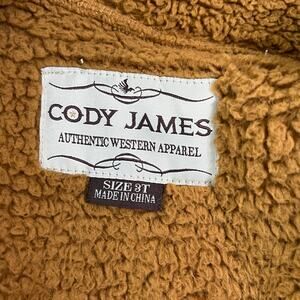 CODY JAMES
AUTHENTIC WESTERN APPAREL
SIZE 3T
MADE IN CHINA